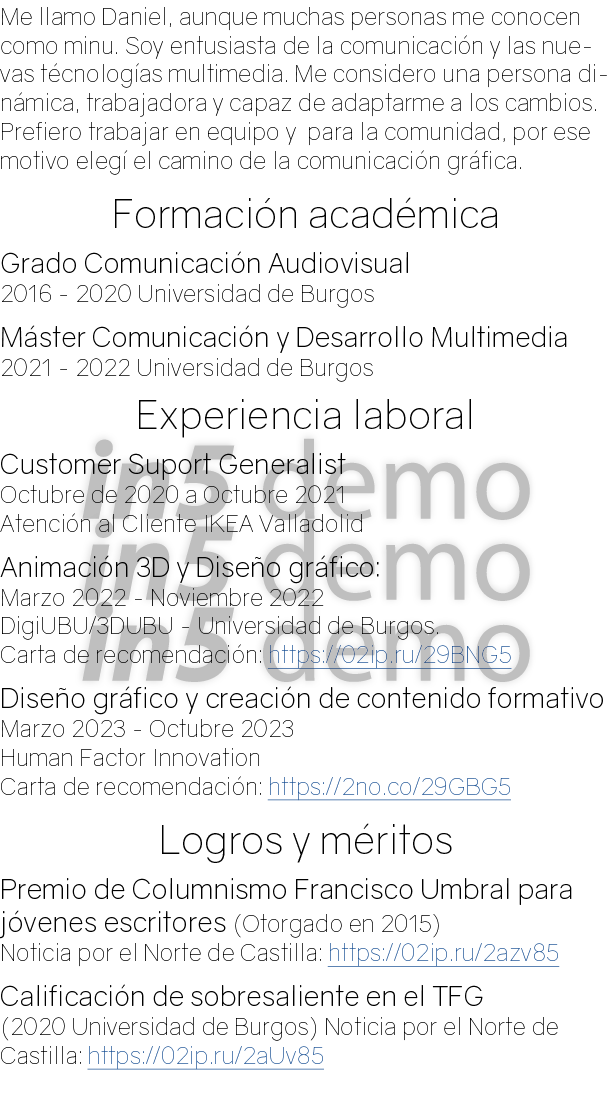 Me llamo Daniel, aunque muchas personas me conocen
como minu. Soy entusiasta de la comunicación y las nue-
vas técnologías multimedia. Me considero una persona di-
námica, trabajadora y capaz de adaptarme a los cambios.
Prefiero trabajar en equipo y  para la comunidad, por ese
motivo elegí el camino de la comunicación gráfica.
Formación académica
Grado Comunicación Audiovisual
2016 - 2020 Universidad de Burgos
Máster Comunicación y Desarrollo Multimedia
2021 - 2022 Universidad de Burgos
Experiencia laboral
in5 demo
Customer Suport Generalist
Octubre de 2020 a Octubre 2021
Atención al Cliente IKEA Valladolid
in5 demo
Animación 3D y Diseño gráfico:
Marzo 2022 - Noviembre 2022
DigiUBU/3DUBU - Universidad de Burgos.
in5 demo
Carta de recomendación: https://02ip.ru/29BNG5
Diseño gráfico y creación de contenido formativo
Marzo 2023 - Octubre 2023
Human Factor Innovation
Carta de recomendación: https://2no.co/29GBG5
Logros y méritos
Premio de Columnismo Francisco Umbral para
jóvenes escritores (Otorgado en 2015)
Noticia por el Norte de Castilla: https://02ip.ru/2azv85
Calificación de sobresaliente en el TFG
(2020 Universidad de Burgos) Noticia por el Norte de
Castilla: https://02ip.ru/2aUv85